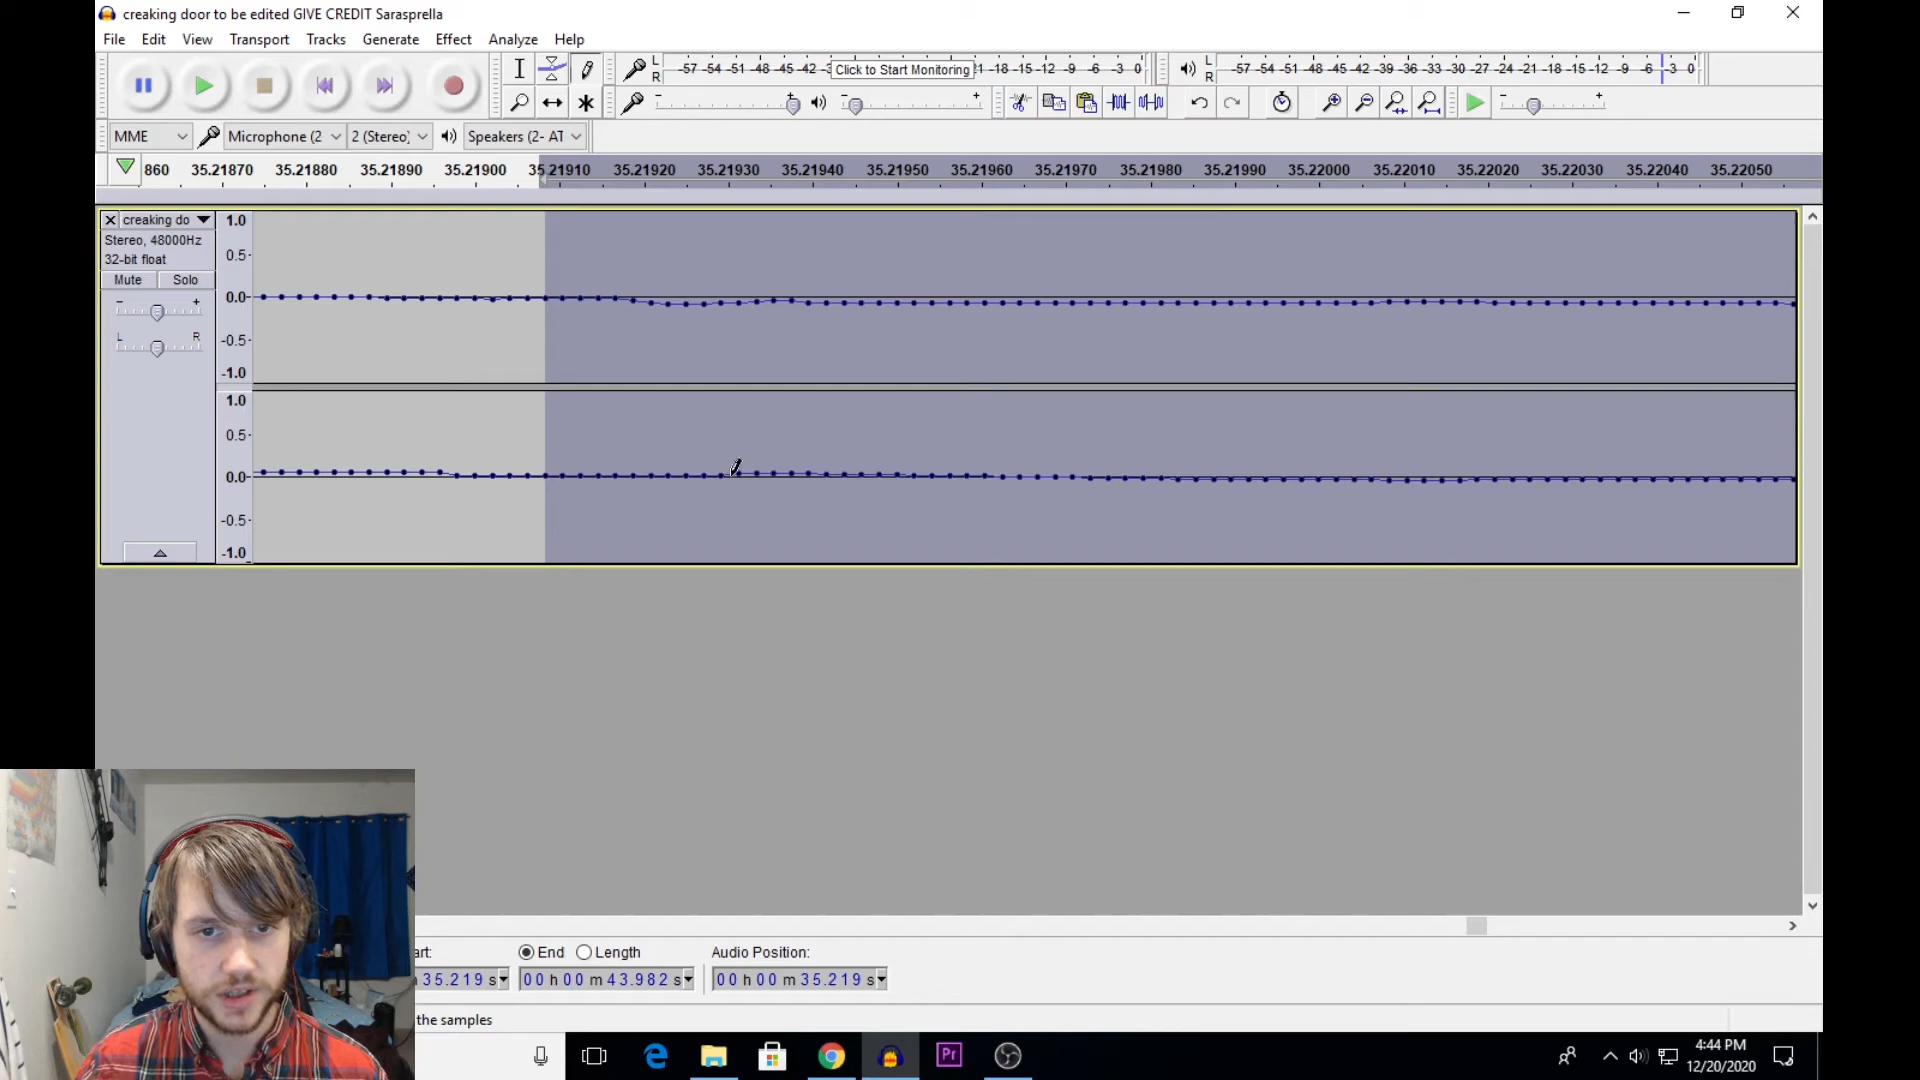 creaking door to be edited GIVE CREDIT Sarasprella
File Edit View Transport Tracks Generate Effect Analyze Help
L
R
-57 -54 -51 -48 -45 -42 -3 Click to Start Monitoring -18 -15 -12 -9 -6 -3 0
L
R
-57 -54 -51 -48 -45 -42 -39 -36 -33 -30 -27 -24 -21 -18 -15 -12 -9 -6 -3 0
MME Microphone (2 2 (Stereo) Speakers (2- AT
860 35.21870 35.21880 35.21890 35.21900 35.21910 35.21920 35.21930 35.21940 35.21950 35.21960 35.21970 35.21980 35.21990 35.22000 35.22010 35.22020 35.22030 35.22040 35.22050
creaking do
Stereo, 48000Hz
32-bit float
Mute Solo
- +
L R
1.0
0.5
0.0
-0.5
-1.0
1.0
0.5
0.0
-0.5
-1.0
art: End Length Audio Position:
35.219 s 00 h 00 m 43.982 s 00 h 00 m 35.219 s
the samples
Pr
4:44 PM
12/20/2020